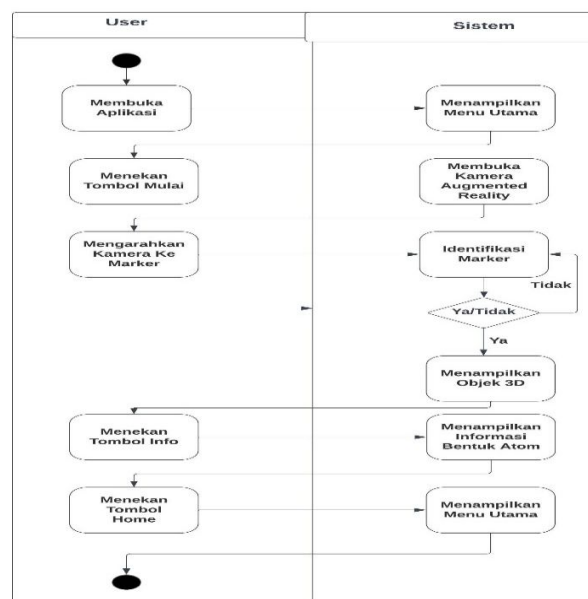 User
Sistem
Membuka
Aplikasi
Menampilkan
Menu Utama
Menekan
Tombol Mulai
Membuka
Kamera
Augmented
Reality
Mengarahkan
Kamera Ke
Marker
Identifikasi
Marker
Tidak
Ya/Tidak
Ya
Menampilkan
Objek 3D
Menekan
Tombol Info
Menampilkan
Informasi
Bentuk Atom
Menekan
Tombol
Home
Menampilkan
Menu Utama